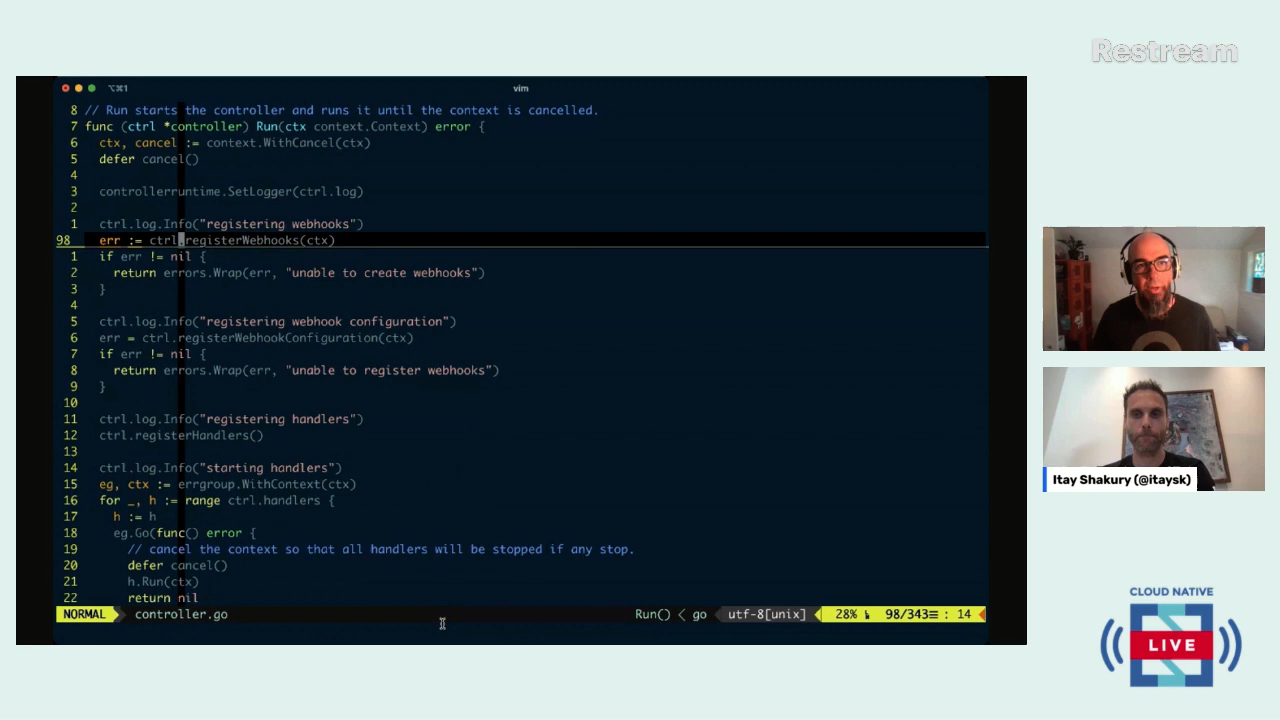 Restream
⌥⌘1
vim
8 // Run starts the controller and runs it until the context is cancelled.
7 func (ctrl *controller) Run(ctx context.Context) error {
6 ctx, cancel := context.WithCancel(ctx)
5 defer cancel()
4
3 controllerruntime.SetLogger(ctrl.log)
2
1 ctrl.log.Info("registering webhooks")
98 err := ctrl.registerWebhooks(ctx)
1 if err != nil {
2 return errors.Wrap(err, "unable to create webhooks")
3 }
4
5 ctrl.log.Info("registering webhook configuration")
6 err = ctrl.registerWebhookConfiguration(ctx)
7 if err != nil {
8 return errors.Wrap(err, "unable to register webhooks")
9 }
10
11 ctrl.log.Info("registering handlers")
12 ctrl.registerHandlers()
13
14 ctrl.log.Info("starting handlers")
15 eg, ctx := errgroup.WithContext(ctx)
16 for _, h := range ctrl.handlers {
17 h := h
18 eg.Go(func() error {
19 // cancel the context so that all handlers will be stopped if any stop.
20 defer cancel()
21 h.Run(ctx)
22 return nil
NORMAL controller.go Run() < go utf-8[unix] 28% 98/343≡ : 14
Itay Shakury (@itaysk)
CLOUD NATIVE
LIVE